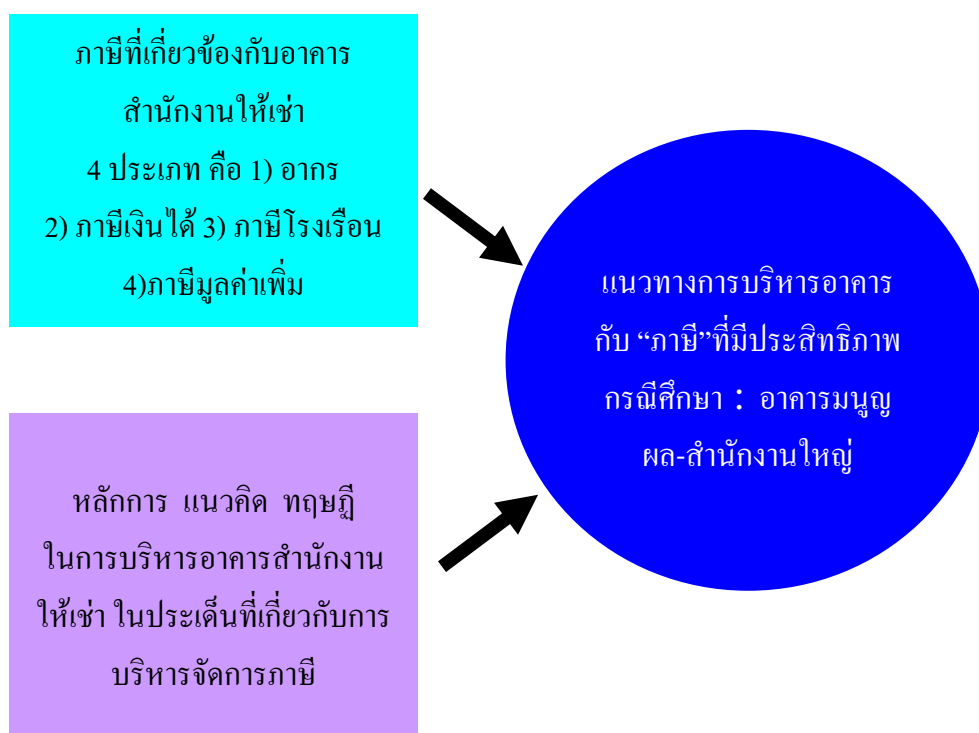 ภาษีที่เกี่ยวข้องกับอาคาร
สำนักงานให้เช่า
4 ประเภท คือ 1) อากร
2) ภาษีเงินได้ 3) ภาษีโรงเรือน
4)ภาษีมูลค่าเพิ่ม
แนวทางการบริหารอาคาร
กับ “ภาษี”ที่มีประสิทธิภาพ
กรณีศึกษา : อาคารมนูญ
ผล-สำนักงานใหญ่
หลักการ แนวคิด ทฤษฎี
ในการบริหารอาคารสำนักงาน
ให้เช่า ในประเด็นที่เกี่ยวกับการ
บริหารจัดการภาษี